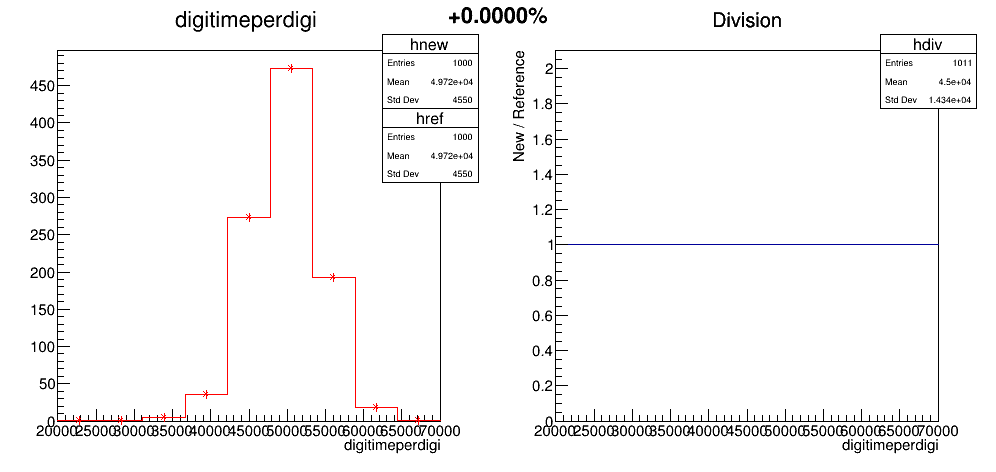 digitimeperdigi
+0.0000%
Division
hnew
Entries 1000
Mean 4.972e+04
Std Dev 4550
href
Entries 1000
Mean 4.972e+04
Std Dev 4550
450
400
350
300
250
200
150
100
50
0
20000 25000 30000 35000 40000 45000 50000 55000 60000 65000 70000
digitimeperdigi
hdiv
Entries 1011
Mean 4.5e+04
Std Dev 1.434e+04
New / Reference
2
1.8
1.6
1.4
1.2
1
0.8
0.6
0.4
0.2
0
20000 25000 30000 35000 40000 45000 50000 55000 60000 65000 70000
digitimeperdigi